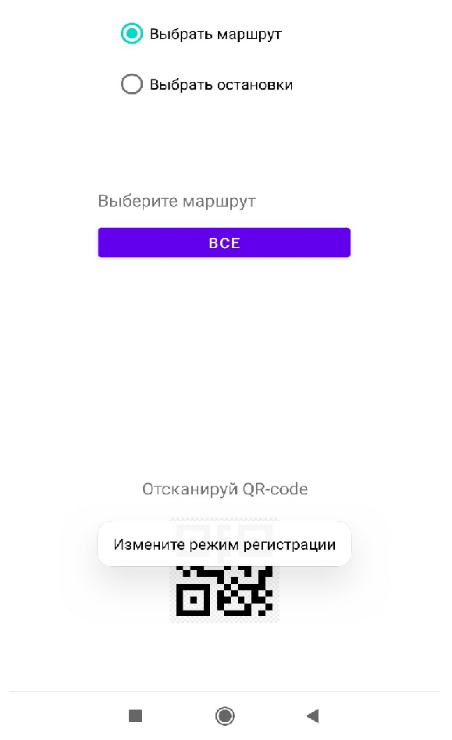 Выбрать маршрут
Выбрать остановки
Выберите маршрут
ВСЕ
Отсканируй QR-code
Измените режим регистрации